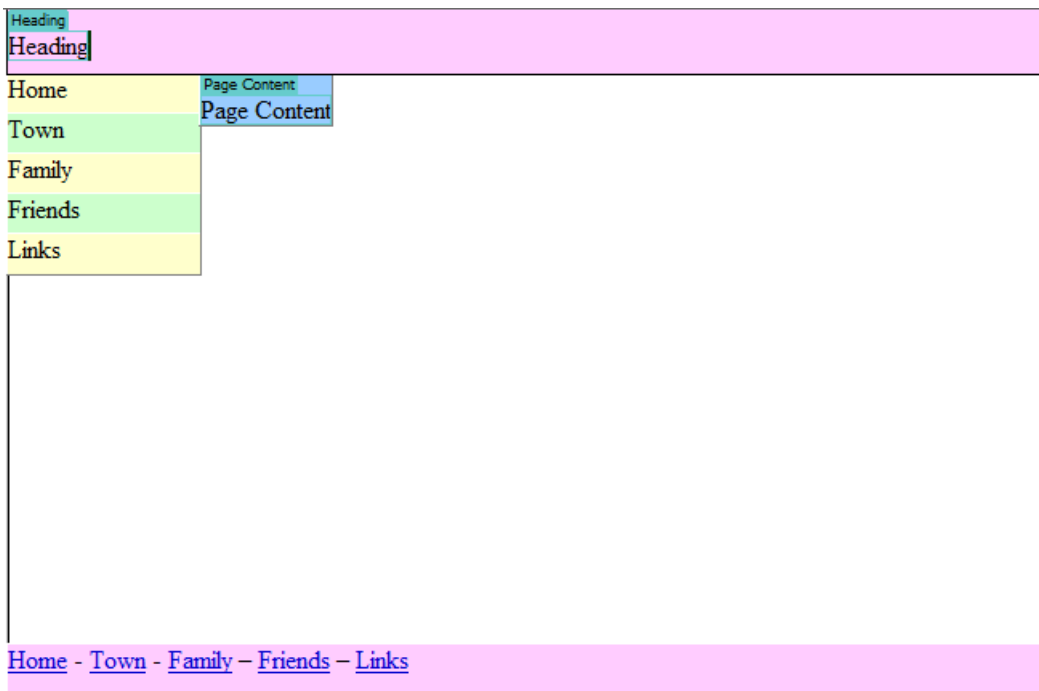 Heading
Heading
Home
Page Content
Page Content
Town
Family
Friends
Links
Home - Town - Family – Friends – Links